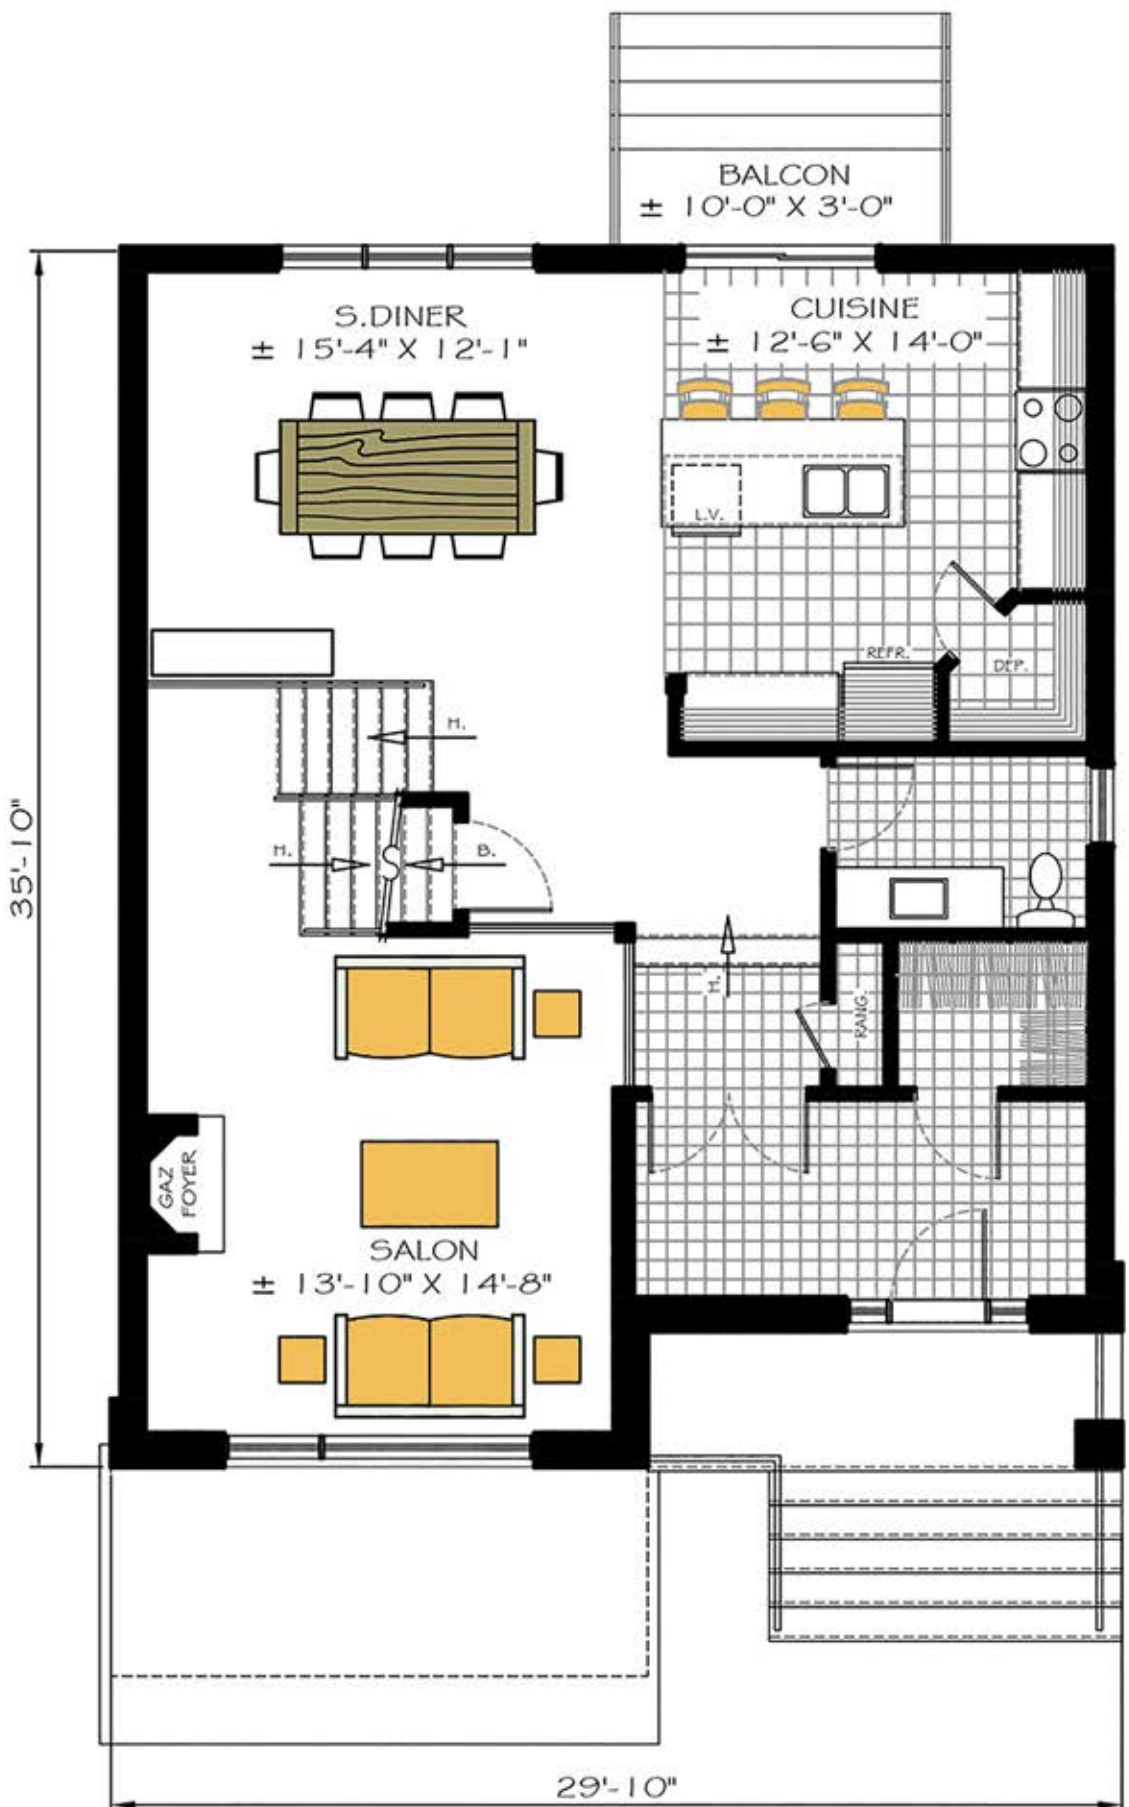 BALCON
± 10'-0" X 3'-0"
S.DINER
± 15'-4" X 12'-1"
CUISINE
± 12'-6" X 14'-0"
L.V.
REFR.
DEP.
H.
H.
B.
35'-10"
H.
RANG.
GAZ
FOYER
SALON
± 13'-10" X 14'-8"
29'-10"